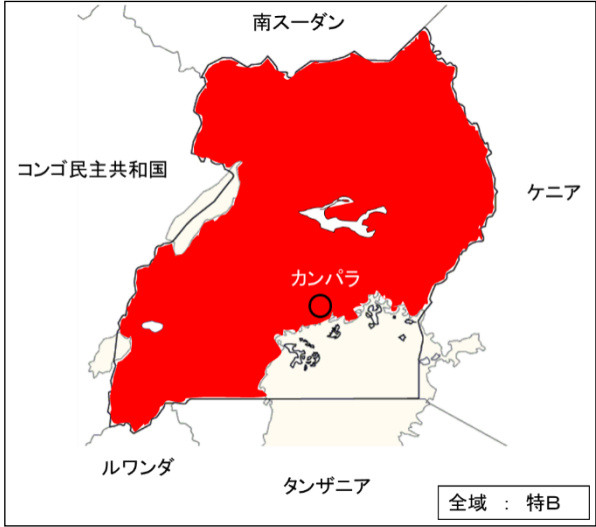 南スーダン
コンゴ民主共和国
ケニア
カンパラ
ルワンダ
タンザニア
全域 ： 特B